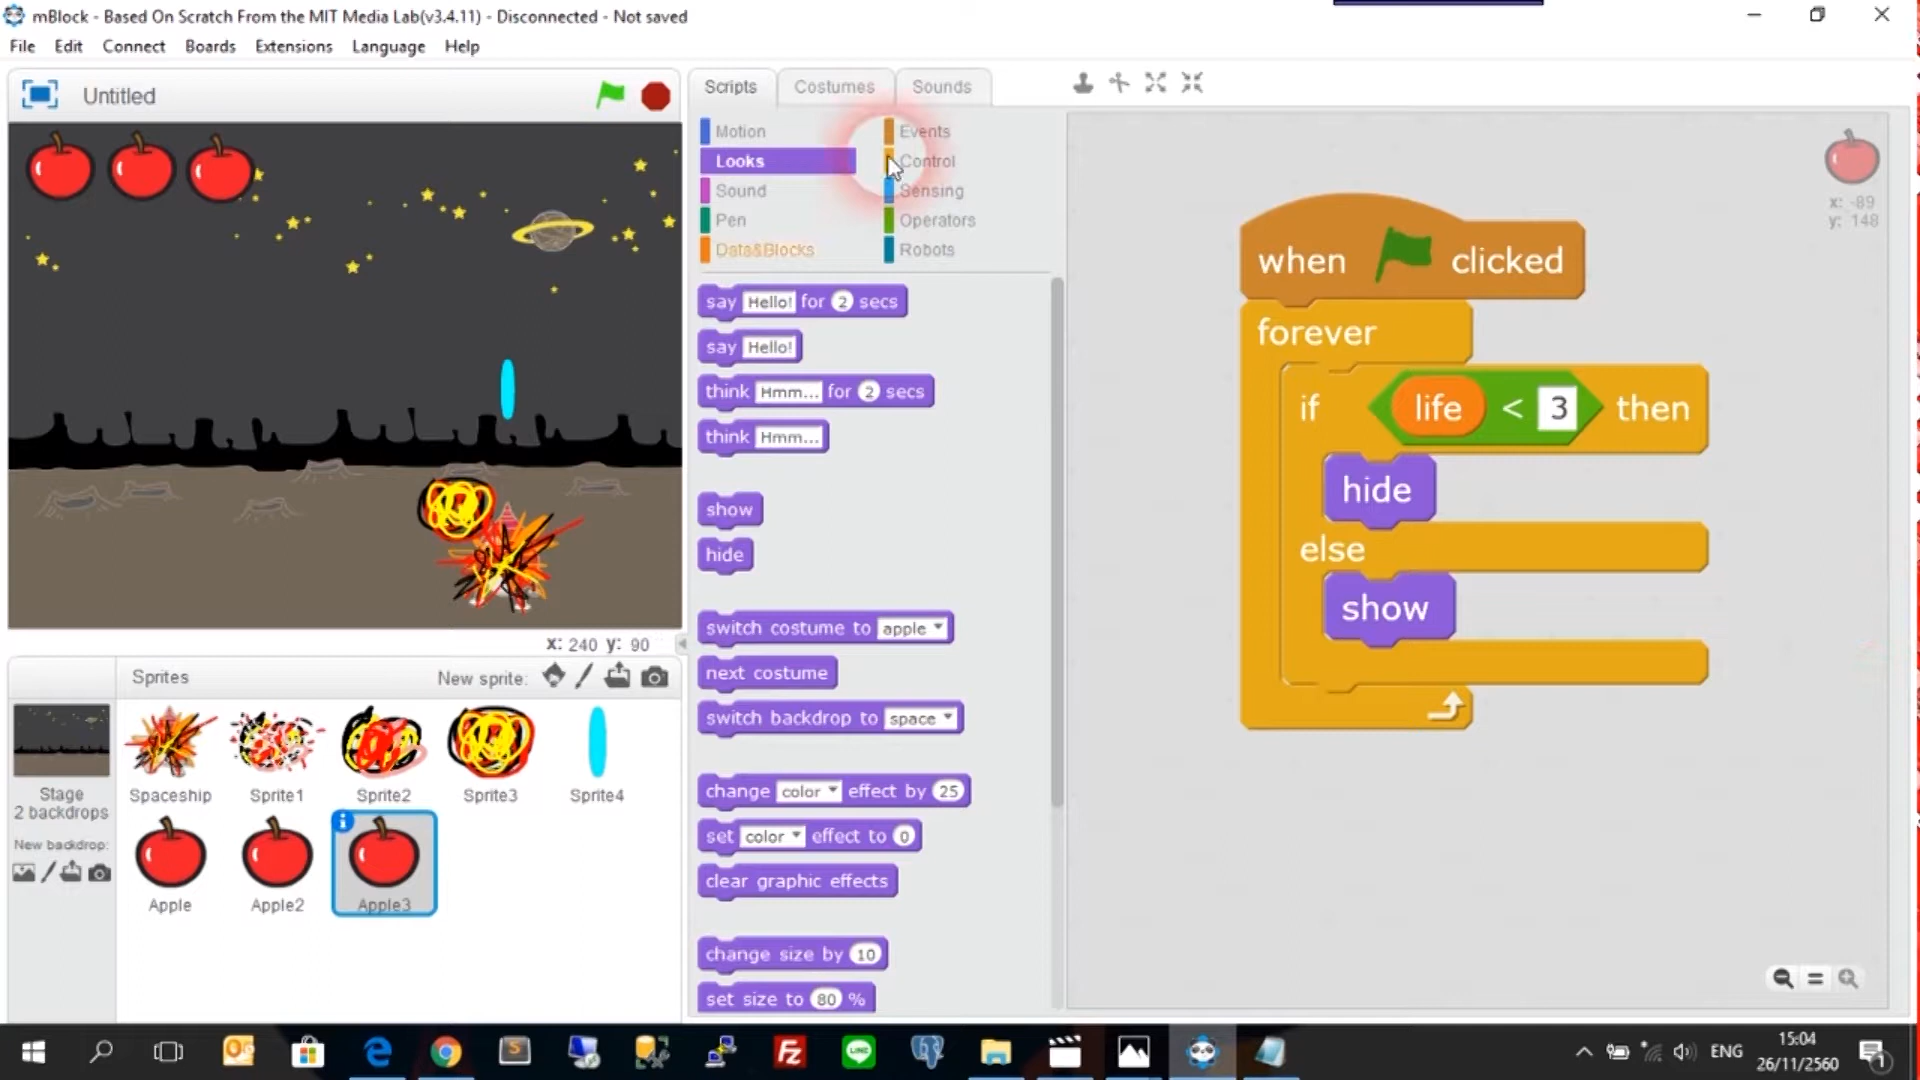 mBlock - Based On Scratch From the MIT Media Lab(v3.4.11) - Disconnected - Not saved
File Edit Connect Boards Extensions Language Help
Untitled
Scripts Costumes Sounds
Motion Events
Looks Control
Sound Sensing
Pen Operators
Data&Blocks Robots
say Hello! for 2 secs
say Hello!
think Hmm... for 2 secs
think Hmm...
show
hide
switch costume to apple
next costume
switch backdrop to space
change color effect by 25
set color effect to 0
clear graphic effects
change size by 10
set size to 80 %
x: -89
y: 148
when clicked
forever
if life < 3 then
hide
else
show
x: 240 y: 90
Sprites New sprite:
Stage
2 backdrops
New backdrop:
Spaceship Sprite1 Sprite2 Sprite3 Sprite4
Apple Apple2 Apple3
ENG
15:04
26/11/2560
1